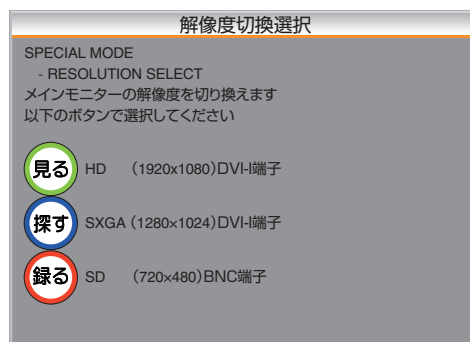 解像度切換選択
SPECIAL MODE
- RESOLUTION SELECT
メインモニターの解像度を切り換えます
以下のボタンで選択してください
見る HD （1920x1080）DVI-I端子
探す SXGA（1280×1024）DVI-I端子
録る SD （720×480）BNC端子